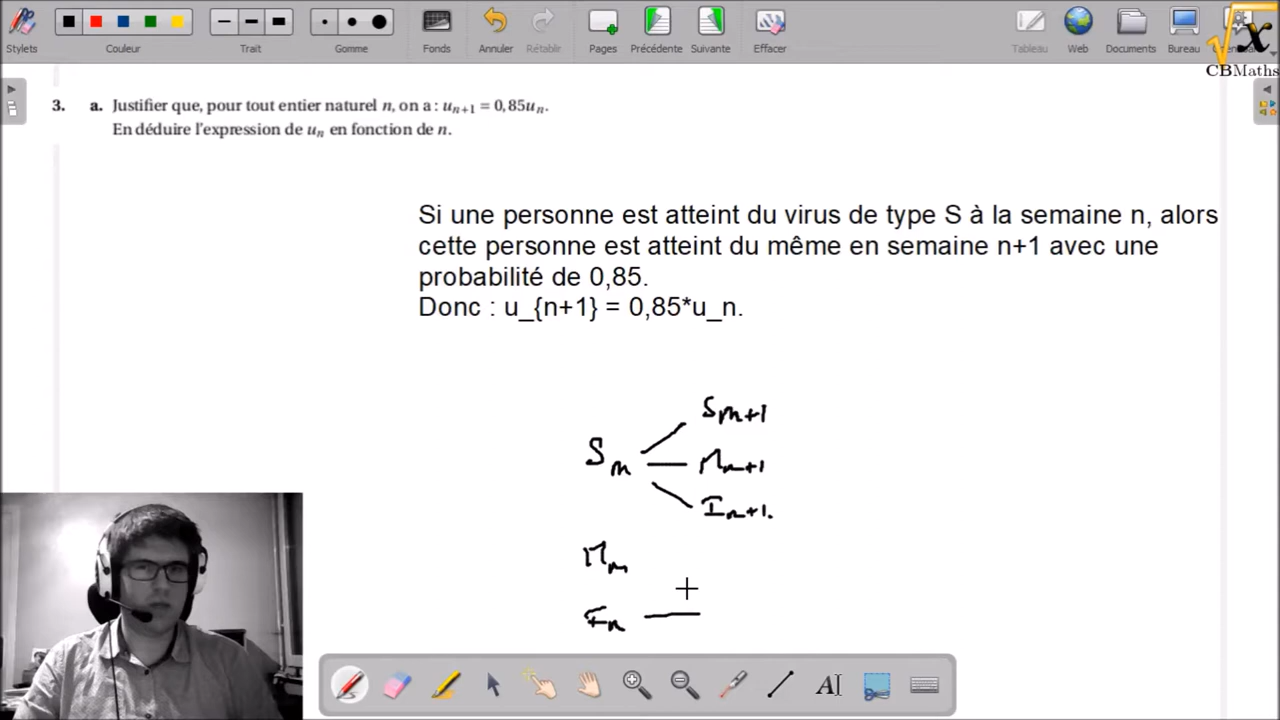 Stylets Couleur Trait Gomme Fonds Annuler Rétablir Pages Précédente Suivante Effacer Tableau Web Documents Bureau
CBMaths
3. a. Justifier que, pour tout entier naturel n, on a : uₙ₊₁ = 0,85uₙ.
En déduire l'expression de uₙ en fonction de n.
Si une personne est atteint du virus de type S à la semaine n, alors
cette personne est atteint du même en semaine n+1 avec une
probabilité de 0,85.
Donc : u_{n+1} = 0,85*u_n.
Sₙ₊₁
Sₙ Mₙ₊₁
Iₙ₊₁.
Mₙ
Iₙ